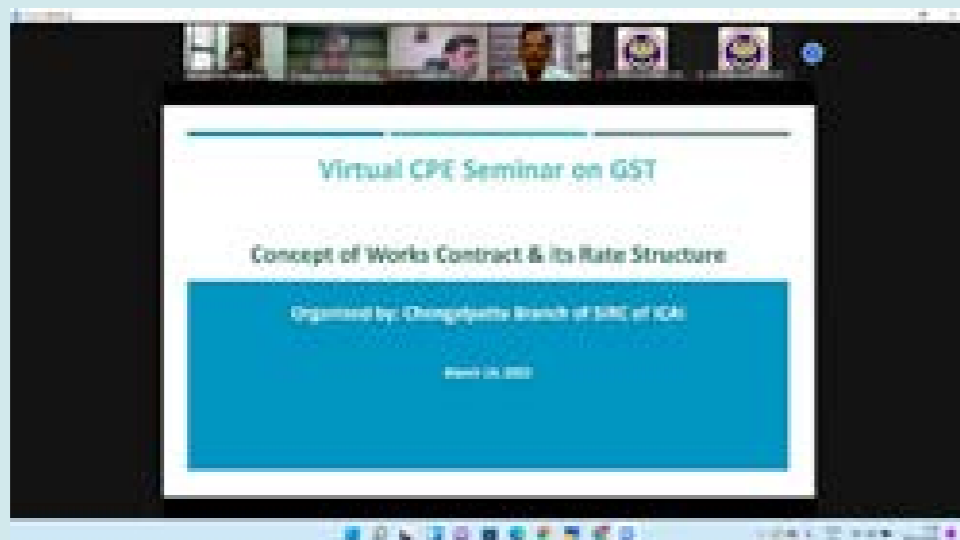 Virtual CPE Seminar on GST
Concept of Works Contract & its Rate Structure
Organised by: Chengalpattu Branch of SIRC of ICAI
March